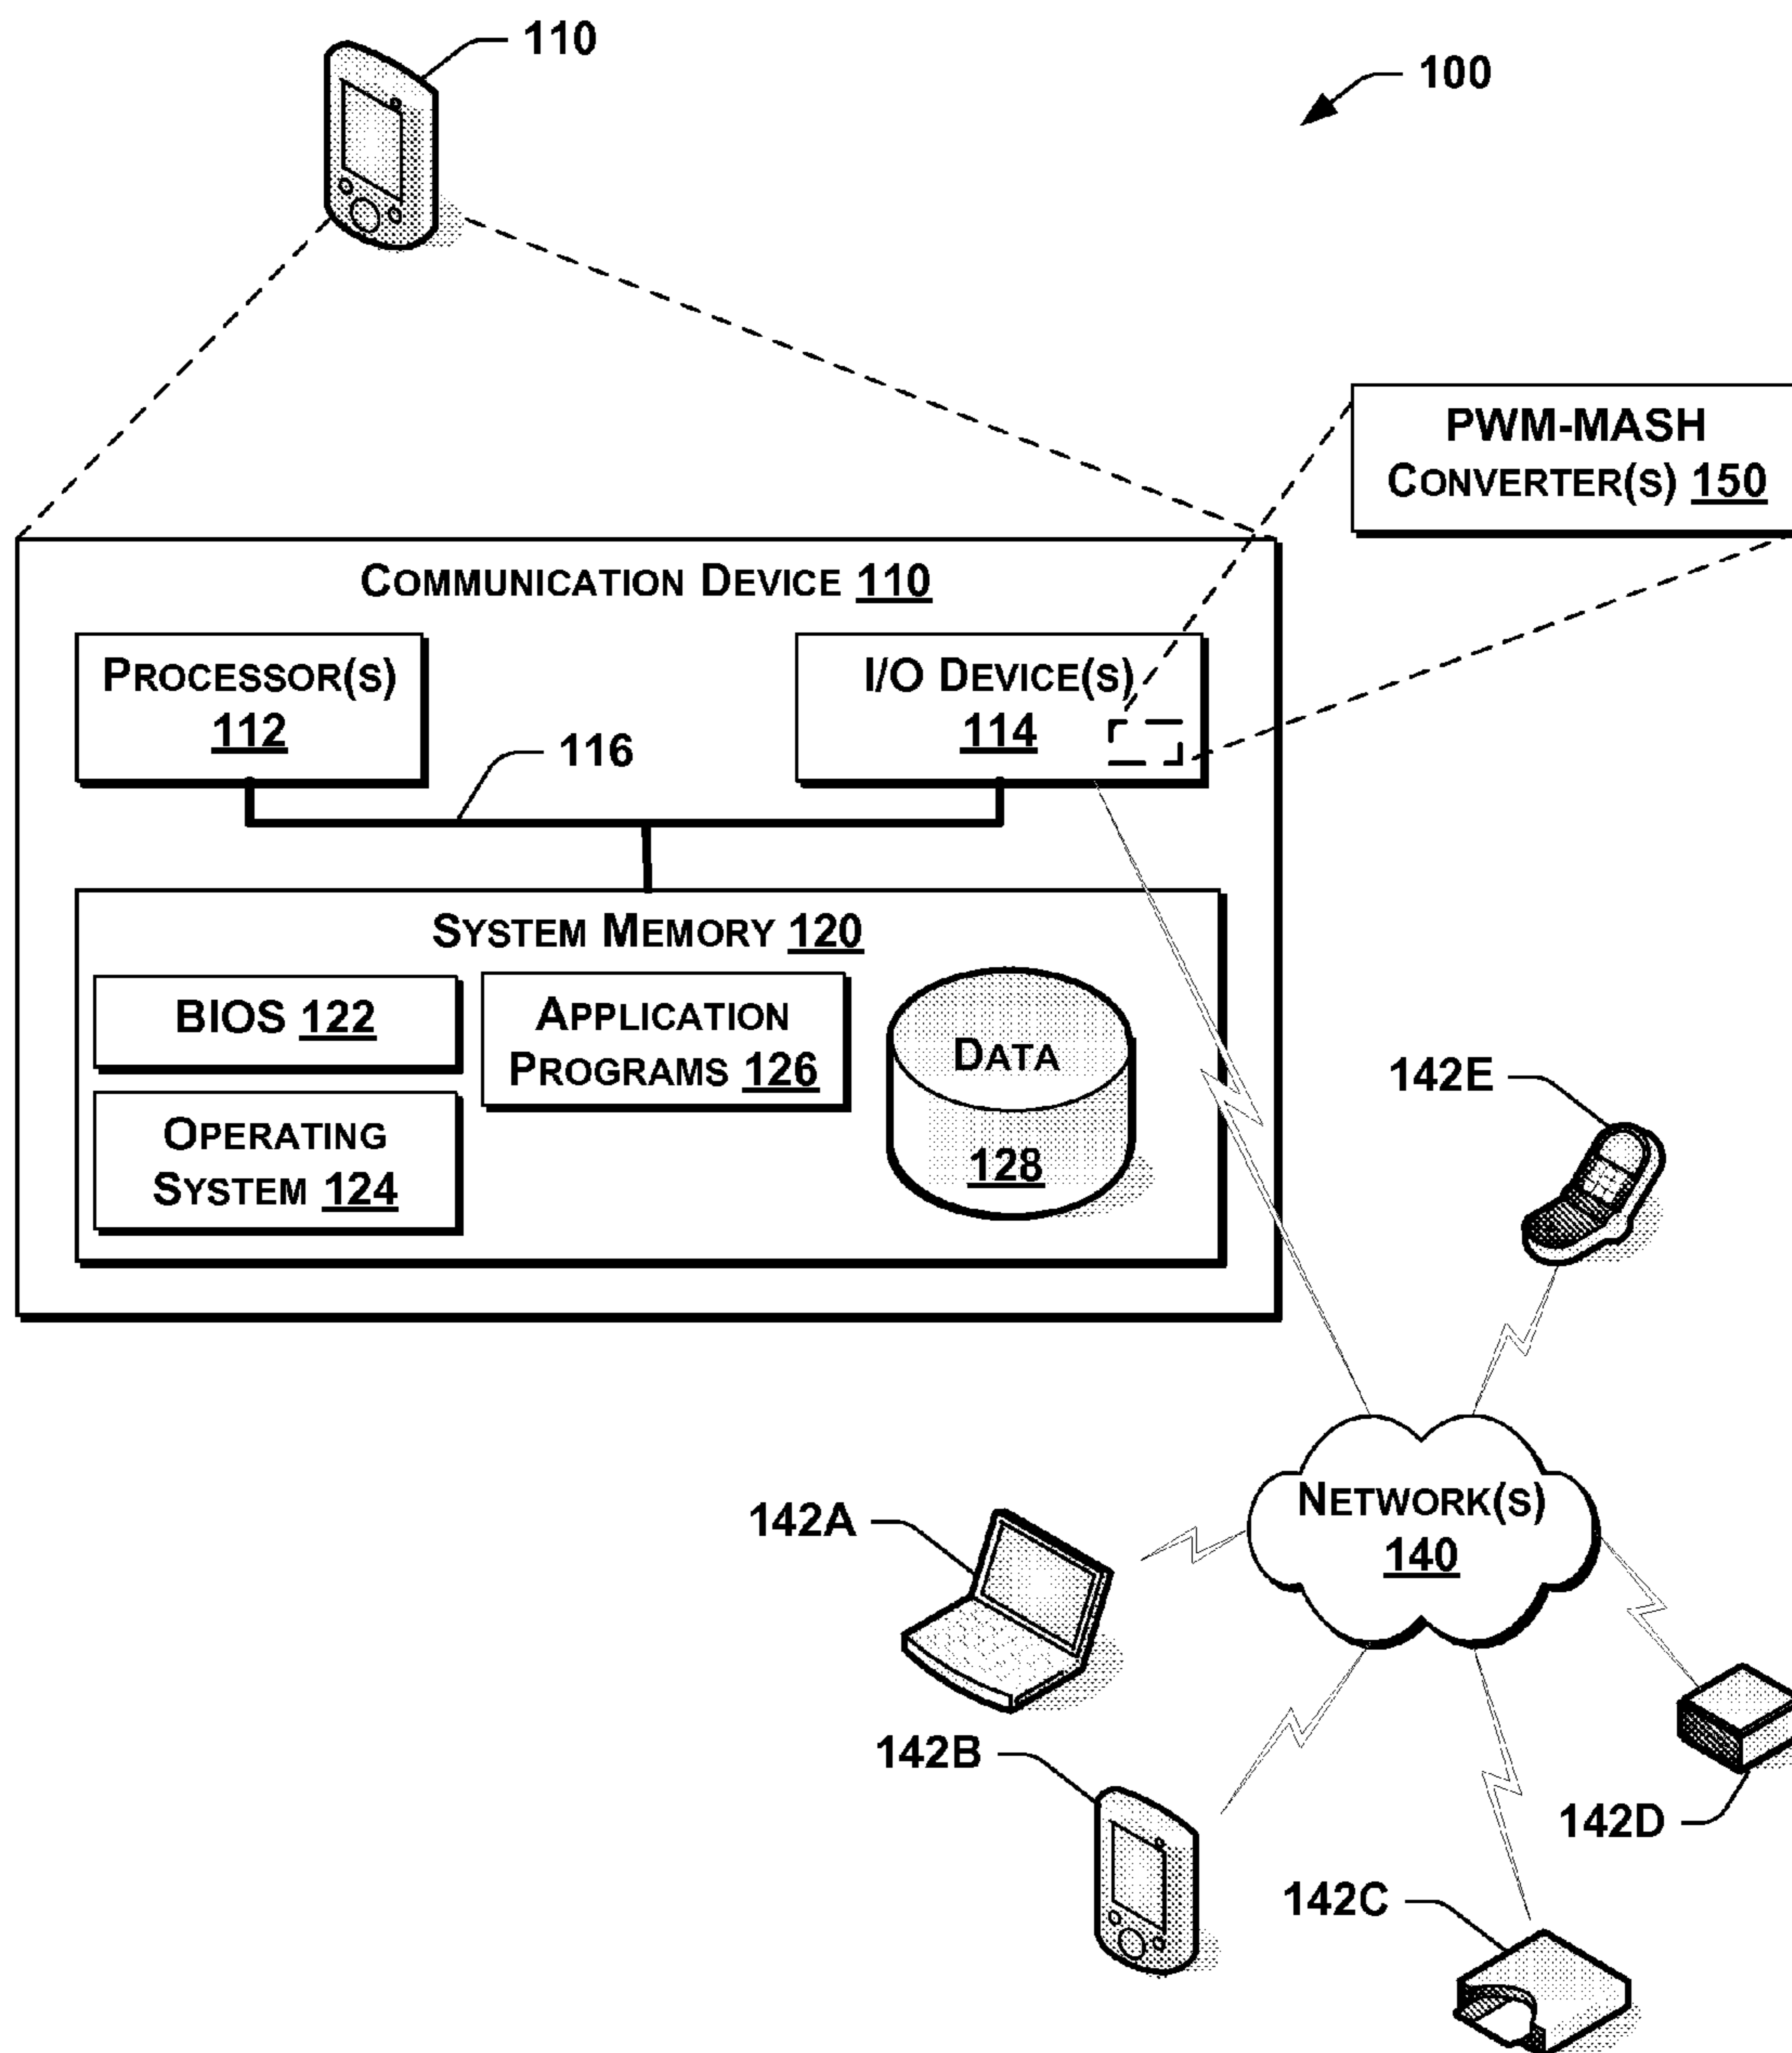 110
100
PWM-MASH
CONVERTER(S) 150
COMMUNICATION DEVICE 110
PROCESSOR(S)
112
I/O DEVICE(S)
114
116
SYSTEM MEMORY 120
BIOS 122
APPLICATION
PROGRAMS 126
OPERATING
SYSTEM 124
DATA
128
142E
NETWORK(S)
140
142A
142B
142D
142C